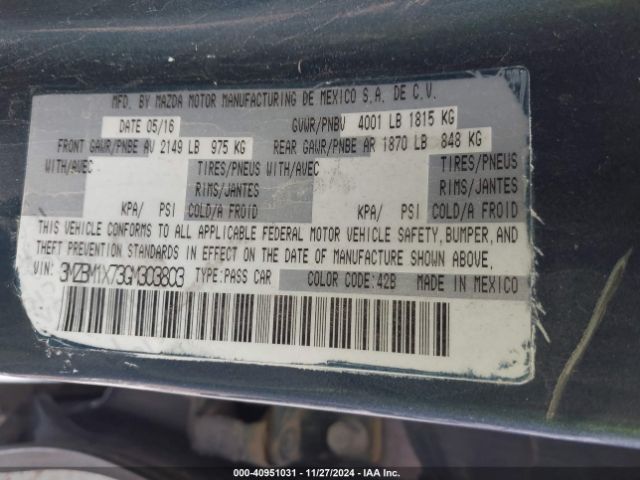 MFD. BY MAZDA MOTOR MANUFACTURING DE MEXICO S.A. DE C.V.
DATE 05/16 GVWR/PNBV 4001 LB 1815 KG
FRONT GAWR/PNBE AV 2149 LB 975 KG REAR GAWR/PNBE AR 1870 LB 848 KG
WITH/AVEC TIRES/PNEUS WITH/AVEC TIRES/PNEUS
RIMS/JANTES RIMS/JANTES
KPA/ PSI COLD/A FROID KPA/ PSI COLD/A FROID
THIS VEHICLE CONFORMS TO ALL APPLICABLE FEDERAL MOTOR VEHICLE SAFETY, BUMPER, AND
THEFT PREVENTION STANDARDS IN EFFECT ON THE DATE OF MANUFACTURE SHOWN ABOVE.
VIN: 3MZBM1X73GM303803 TYPE: PASS CAR COLOR CODE: 42B MADE IN MEXICO
000-40951031 - 11/27/2024 - IAA Inc.